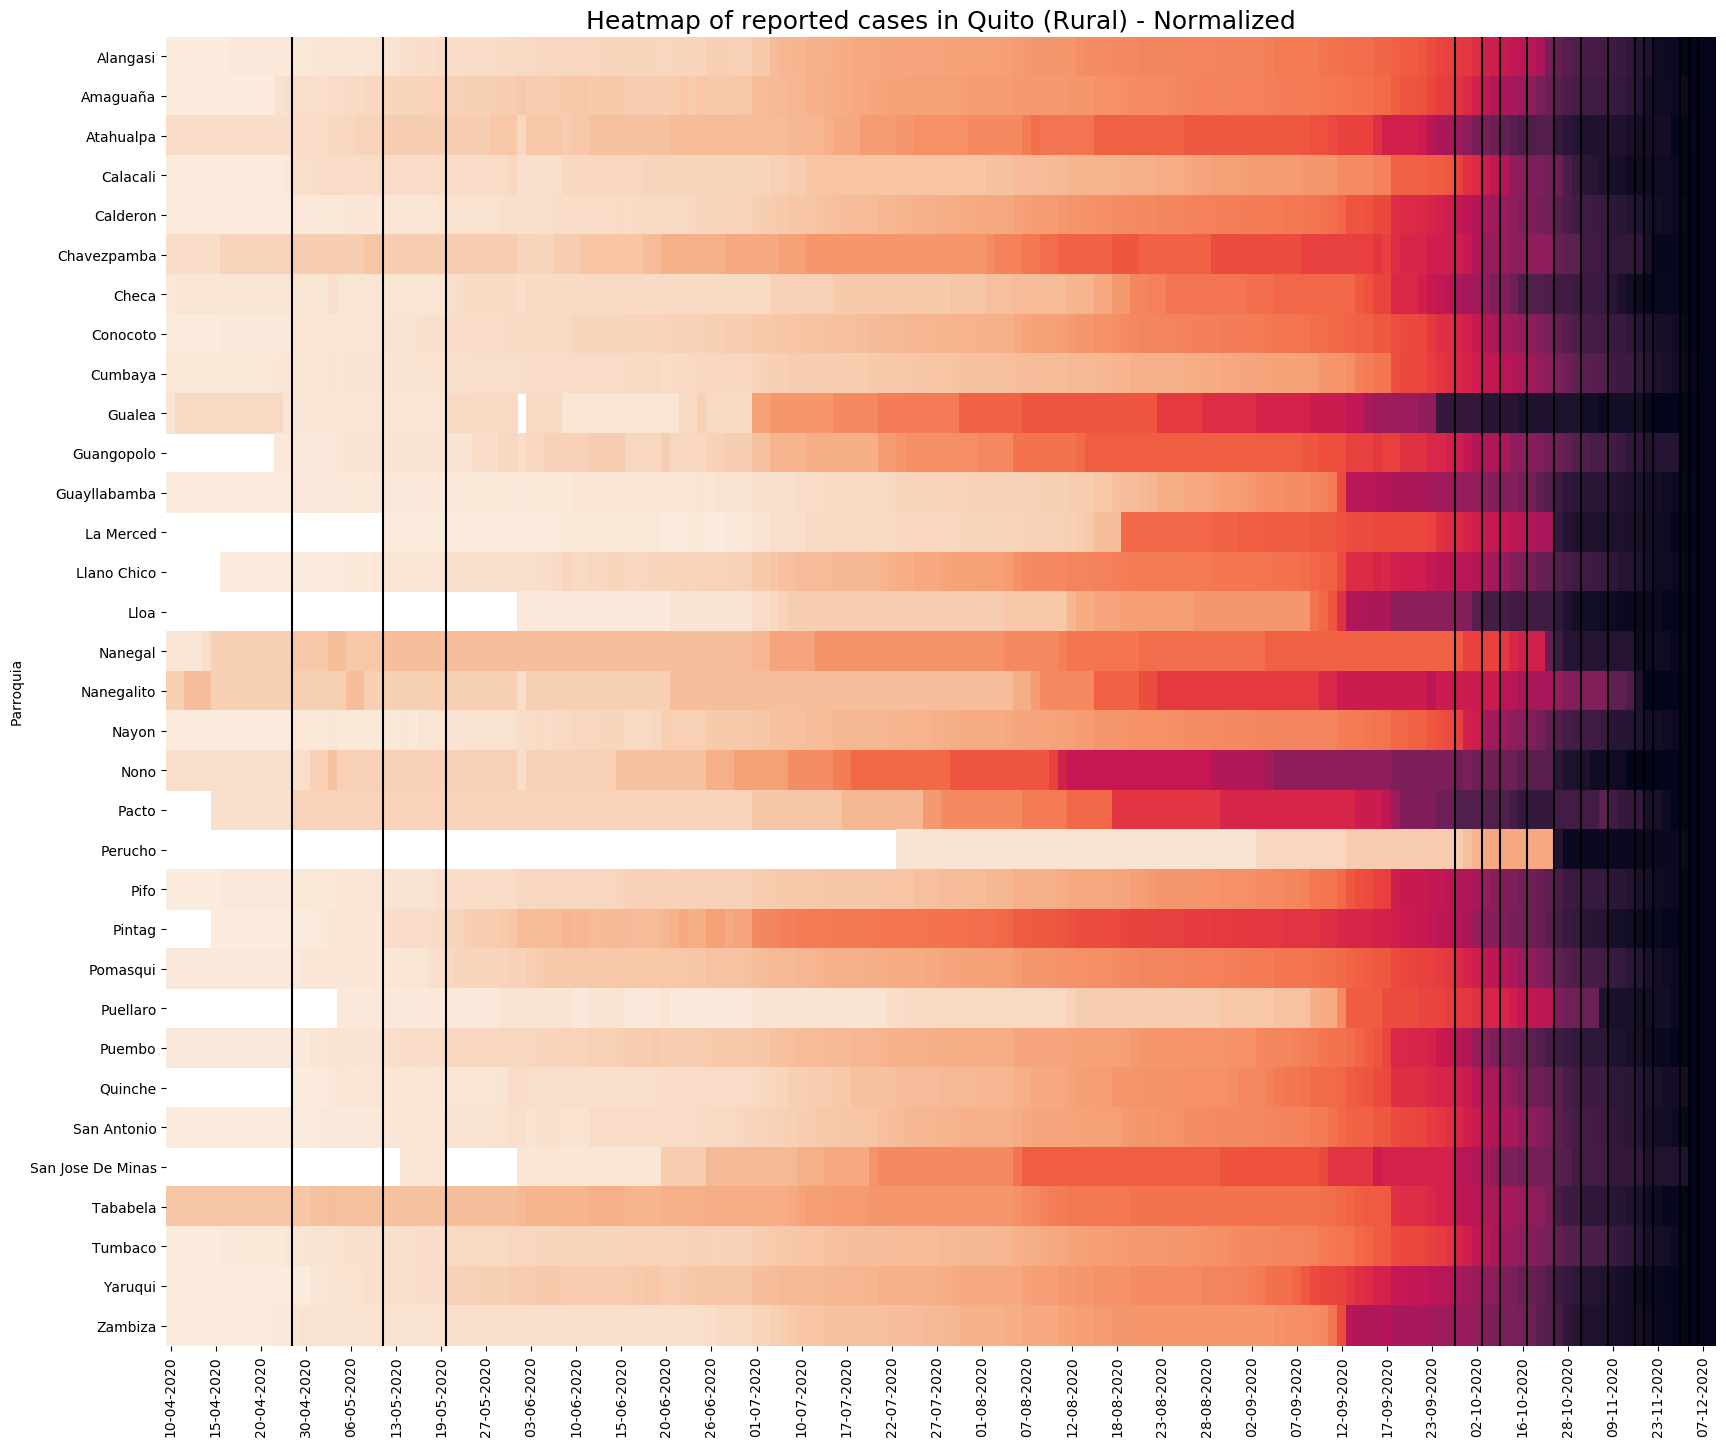 Heatmap of reported cases in Quito (Rural) - Normalized
Parroquia
Alangasi
Amaguaña
Atahualpa
Calacali
Calderon
Chavezpamba
Checa
Conocoto
Cumbaya
Gualea
Guangopolo
Guayllabamba
La Merced
Llano Chico
Lloa
Nanegal
Nanegalito
Nayon
Nono
Pacto
Perucho
Pifo
Pintag
Pomasqui
Puellaro
Puembo
Quinche
San Antonio
San Jose De Minas
Tababela
Tumbaco
Yaruqui
Zambiza
10-04-2020
15-04-2020
20-04-2020
30-04-2020
06-05-2020
13-05-2020
19-05-2020
27-05-2020
03-06-2020
10-06-2020
15-06-2020
20-06-2020
26-06-2020
01-07-2020
10-07-2020
17-07-2020
22-07-2020
27-07-2020
01-08-2020
07-08-2020
12-08-2020
18-08-2020
23-08-2020
28-08-2020
02-09-2020
07-09-2020
12-09-2020
17-09-2020
23-09-2020
02-10-2020
16-10-2020
28-10-2020
09-11-2020
23-11-2020
07-12-2020